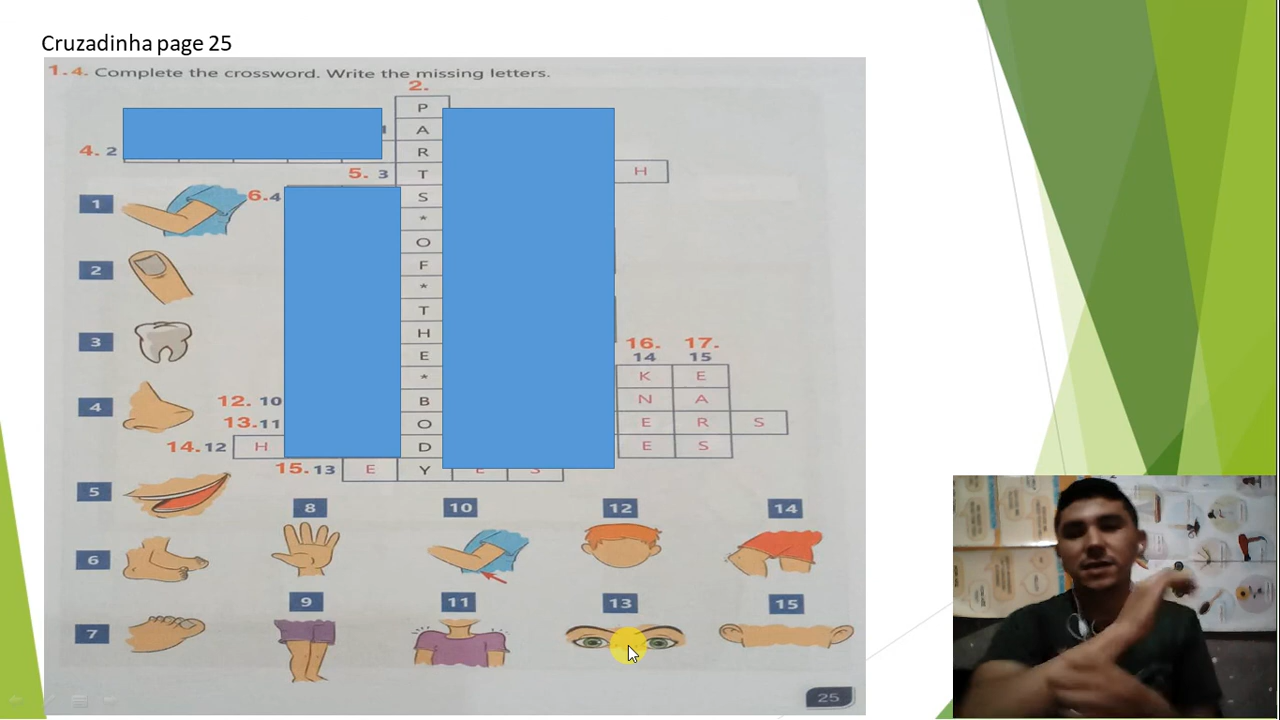 Cruzadinha page 25
1.4. Complete the crossword. Write the missing letters.
2.
P
A
4. 2 R
5. 3 T H
6. 4 S
*
O
F
*
T
H
16. 17.
E 14 15
* K E
12. 10 B N A
13. 11 O E R S
14. 12 H D E S
15. 13 E Y E S
1
2
3
4
5
6
7
8 10 12 14
9 11 13 15
25